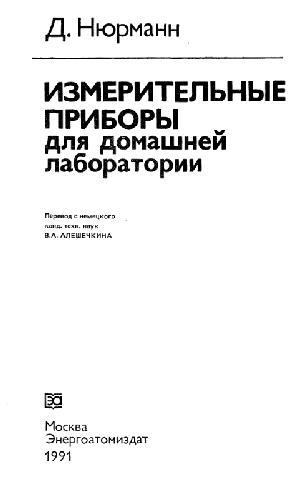 Д. Нюрманн
ИЗМЕРИТЕЛЬНЫЕ
ПРИБОРЫ
для домашней
лаборатории
Перевод с немецкого
канд. техн. наук
В.А. АЛЕШЕЧКИНА
Москва
Энергоатомиздат
1991